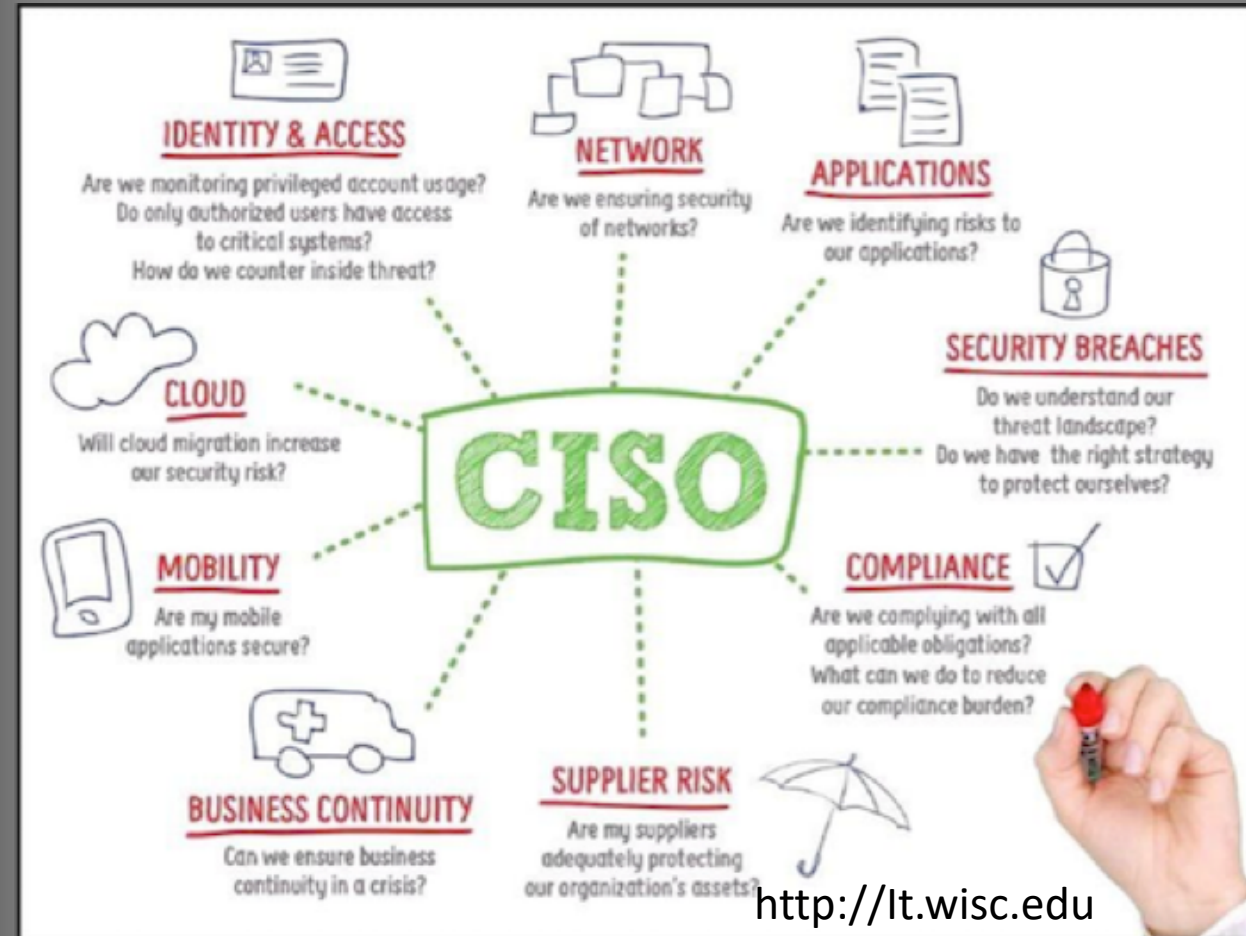 IDENTITY & ACCESS
Are we monitoring privileged account usage?
Do only authorized users have access
to critical systems?
How do we counter inside threat?
NETWORK
Are we ensuring security
of networks?
APPLICATIONS
Are we identifying risks to
our applications?
SECURITY BREACHES
Do we understand our
threat landscape?
Do we have the right strategy
to protect ourselves?
CLOUD
Will cloud migration increase
our security risk?
CISO
MOBILITY
Are my mobile
applications secure?
COMPLIANCE
Are we complying with all
applicable obligations?
What can we do to reduce
our compliance burden?
BUSINESS CONTINUITY
Can we ensure business
continuity in a crisis?
SUPPLIER RISK
Are my suppliers
adequately protecting
our organization's assets?
http://It.wisc.edu